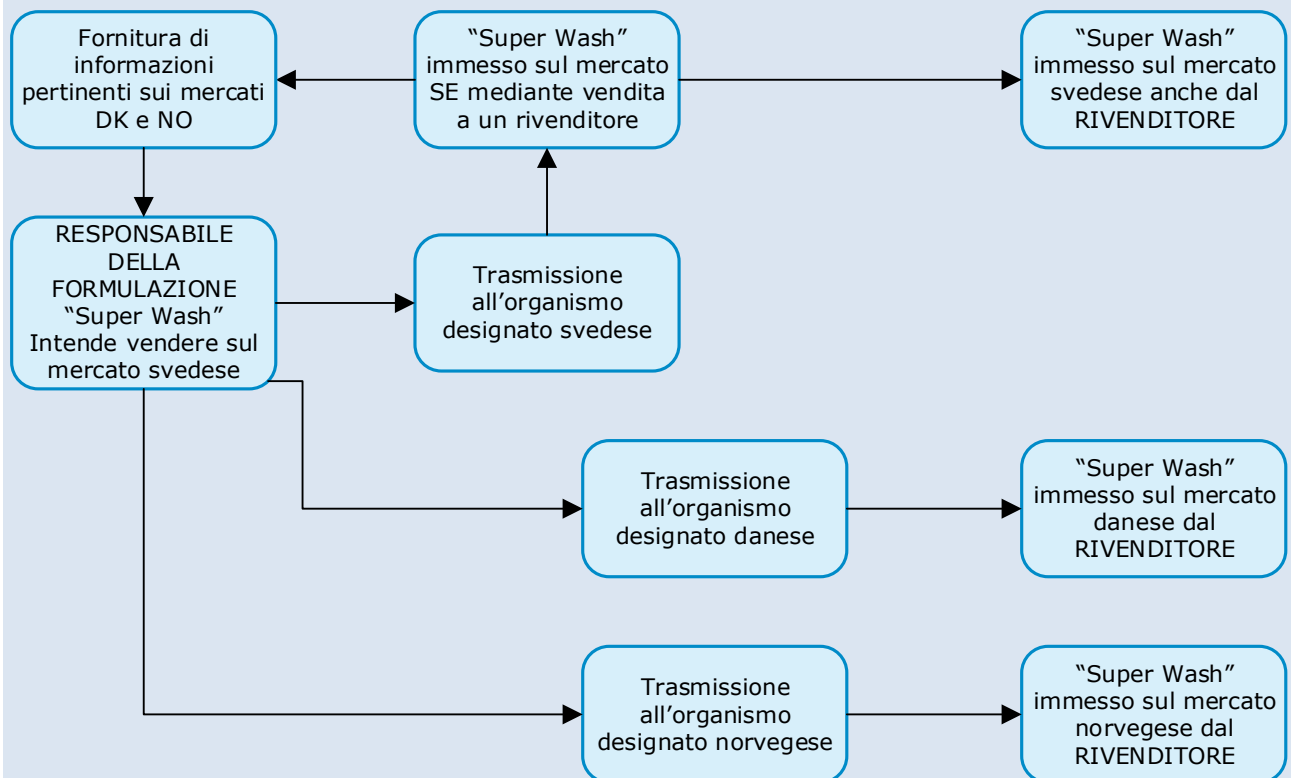 Fornitura di
informazioni
pertinenti sui mercati
DK e NO
“Super Wash”
immesso sul mercato
SE mediante vendita
a un rivenditore
“Super Wash”
immesso sul mercato
svedese anche dal
RIVENDITORE
RESPONSABILE
DELLA
FORMULAZIONE
“Super Wash”
Intende vendere sul
mercato svedese
Trasmissione
all’organismo
designato svedese
Trasmissione
all’organismo
designato danese
“Super Wash”
immesso sul mercato
danese dal
RIVENDITORE
Trasmissione
all’organismo
designato norvegese
“Super Wash”
immesso sul mercato
norvegese dal
RIVENDITORE